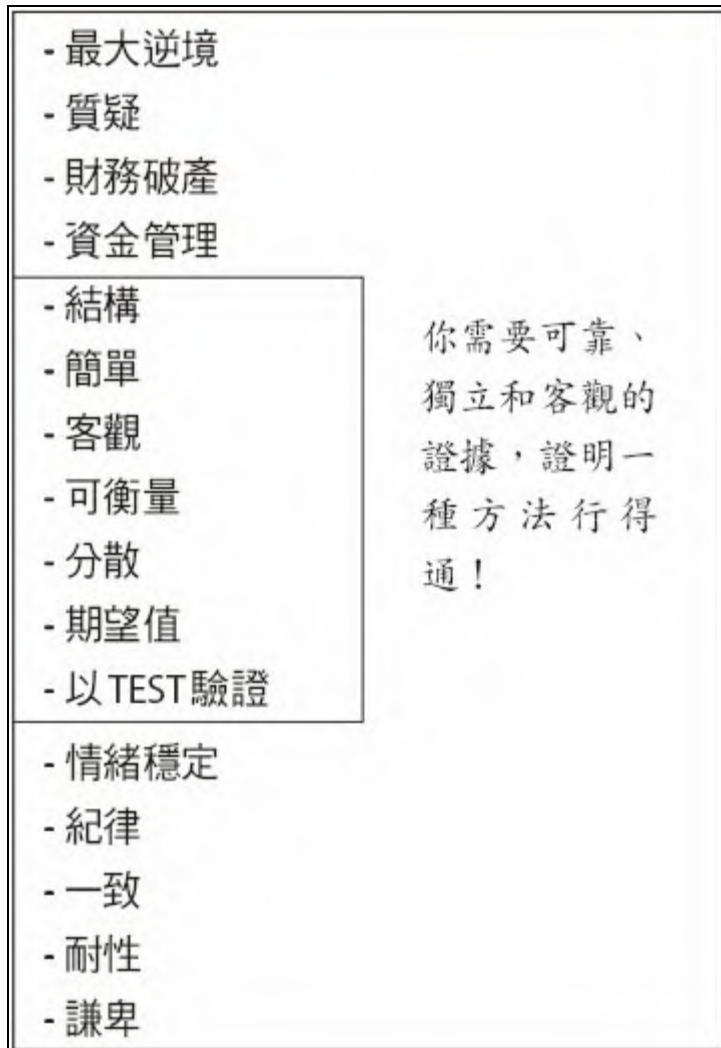 - 最大逆境
- 質疑
- 財務破產
- 資金管理
- 結構
- 簡單
- 客觀
- 可衡量
- 分散
- 期望值
- 以TEST驗證
- 情緒穩定
- 紀律
- 一致
- 耐性
- 謙卑
你需要可靠、
獨立和客觀的
證據，證明一
種方法行得
通！